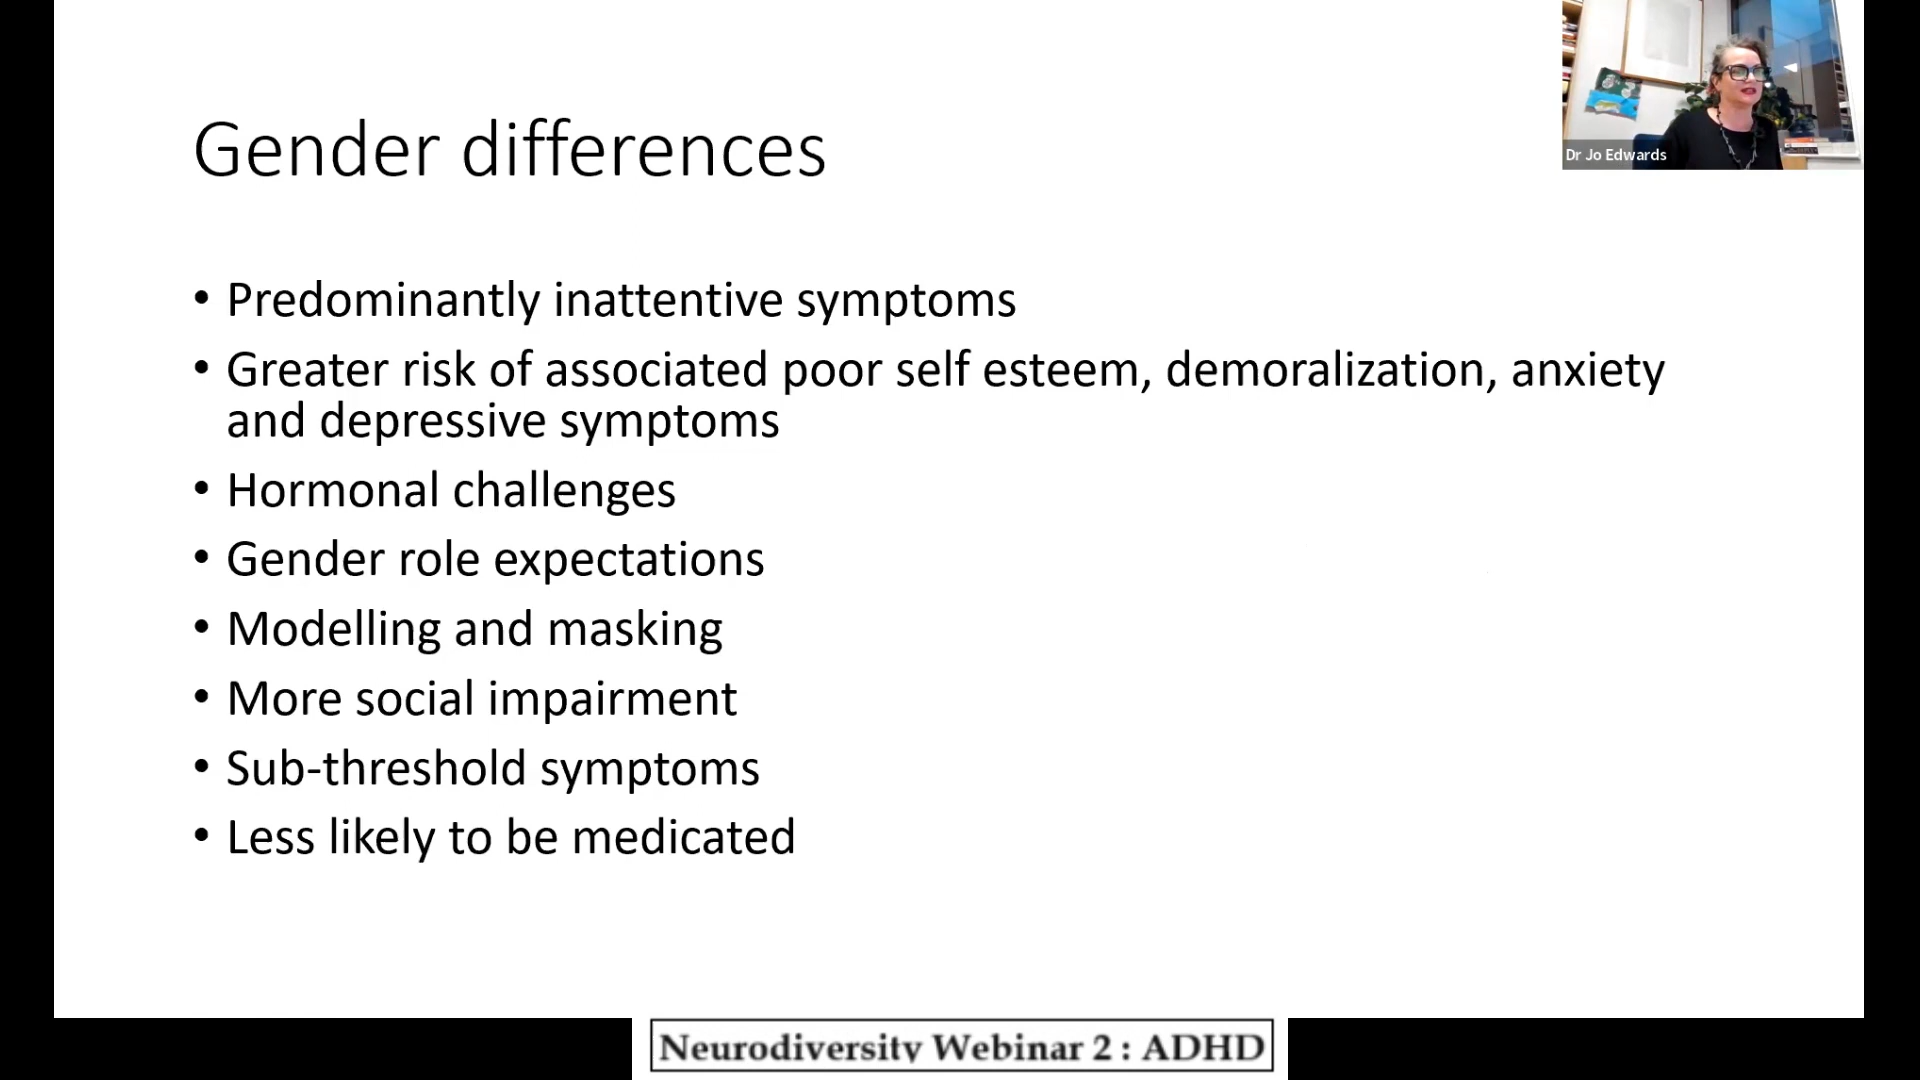 Gender differences
Dr Jo Edwards
• Predominantly inattentive symptoms
• Greater risk of associated poor self esteem, demoralization, anxiety
and depressive symptoms
• Hormonal challenges
• Gender role expectations
• Modelling and masking
• More social impairment
• Sub-threshold symptoms
• Less likely to be medicated
Neurodiversity Webinar 2 : ADHD